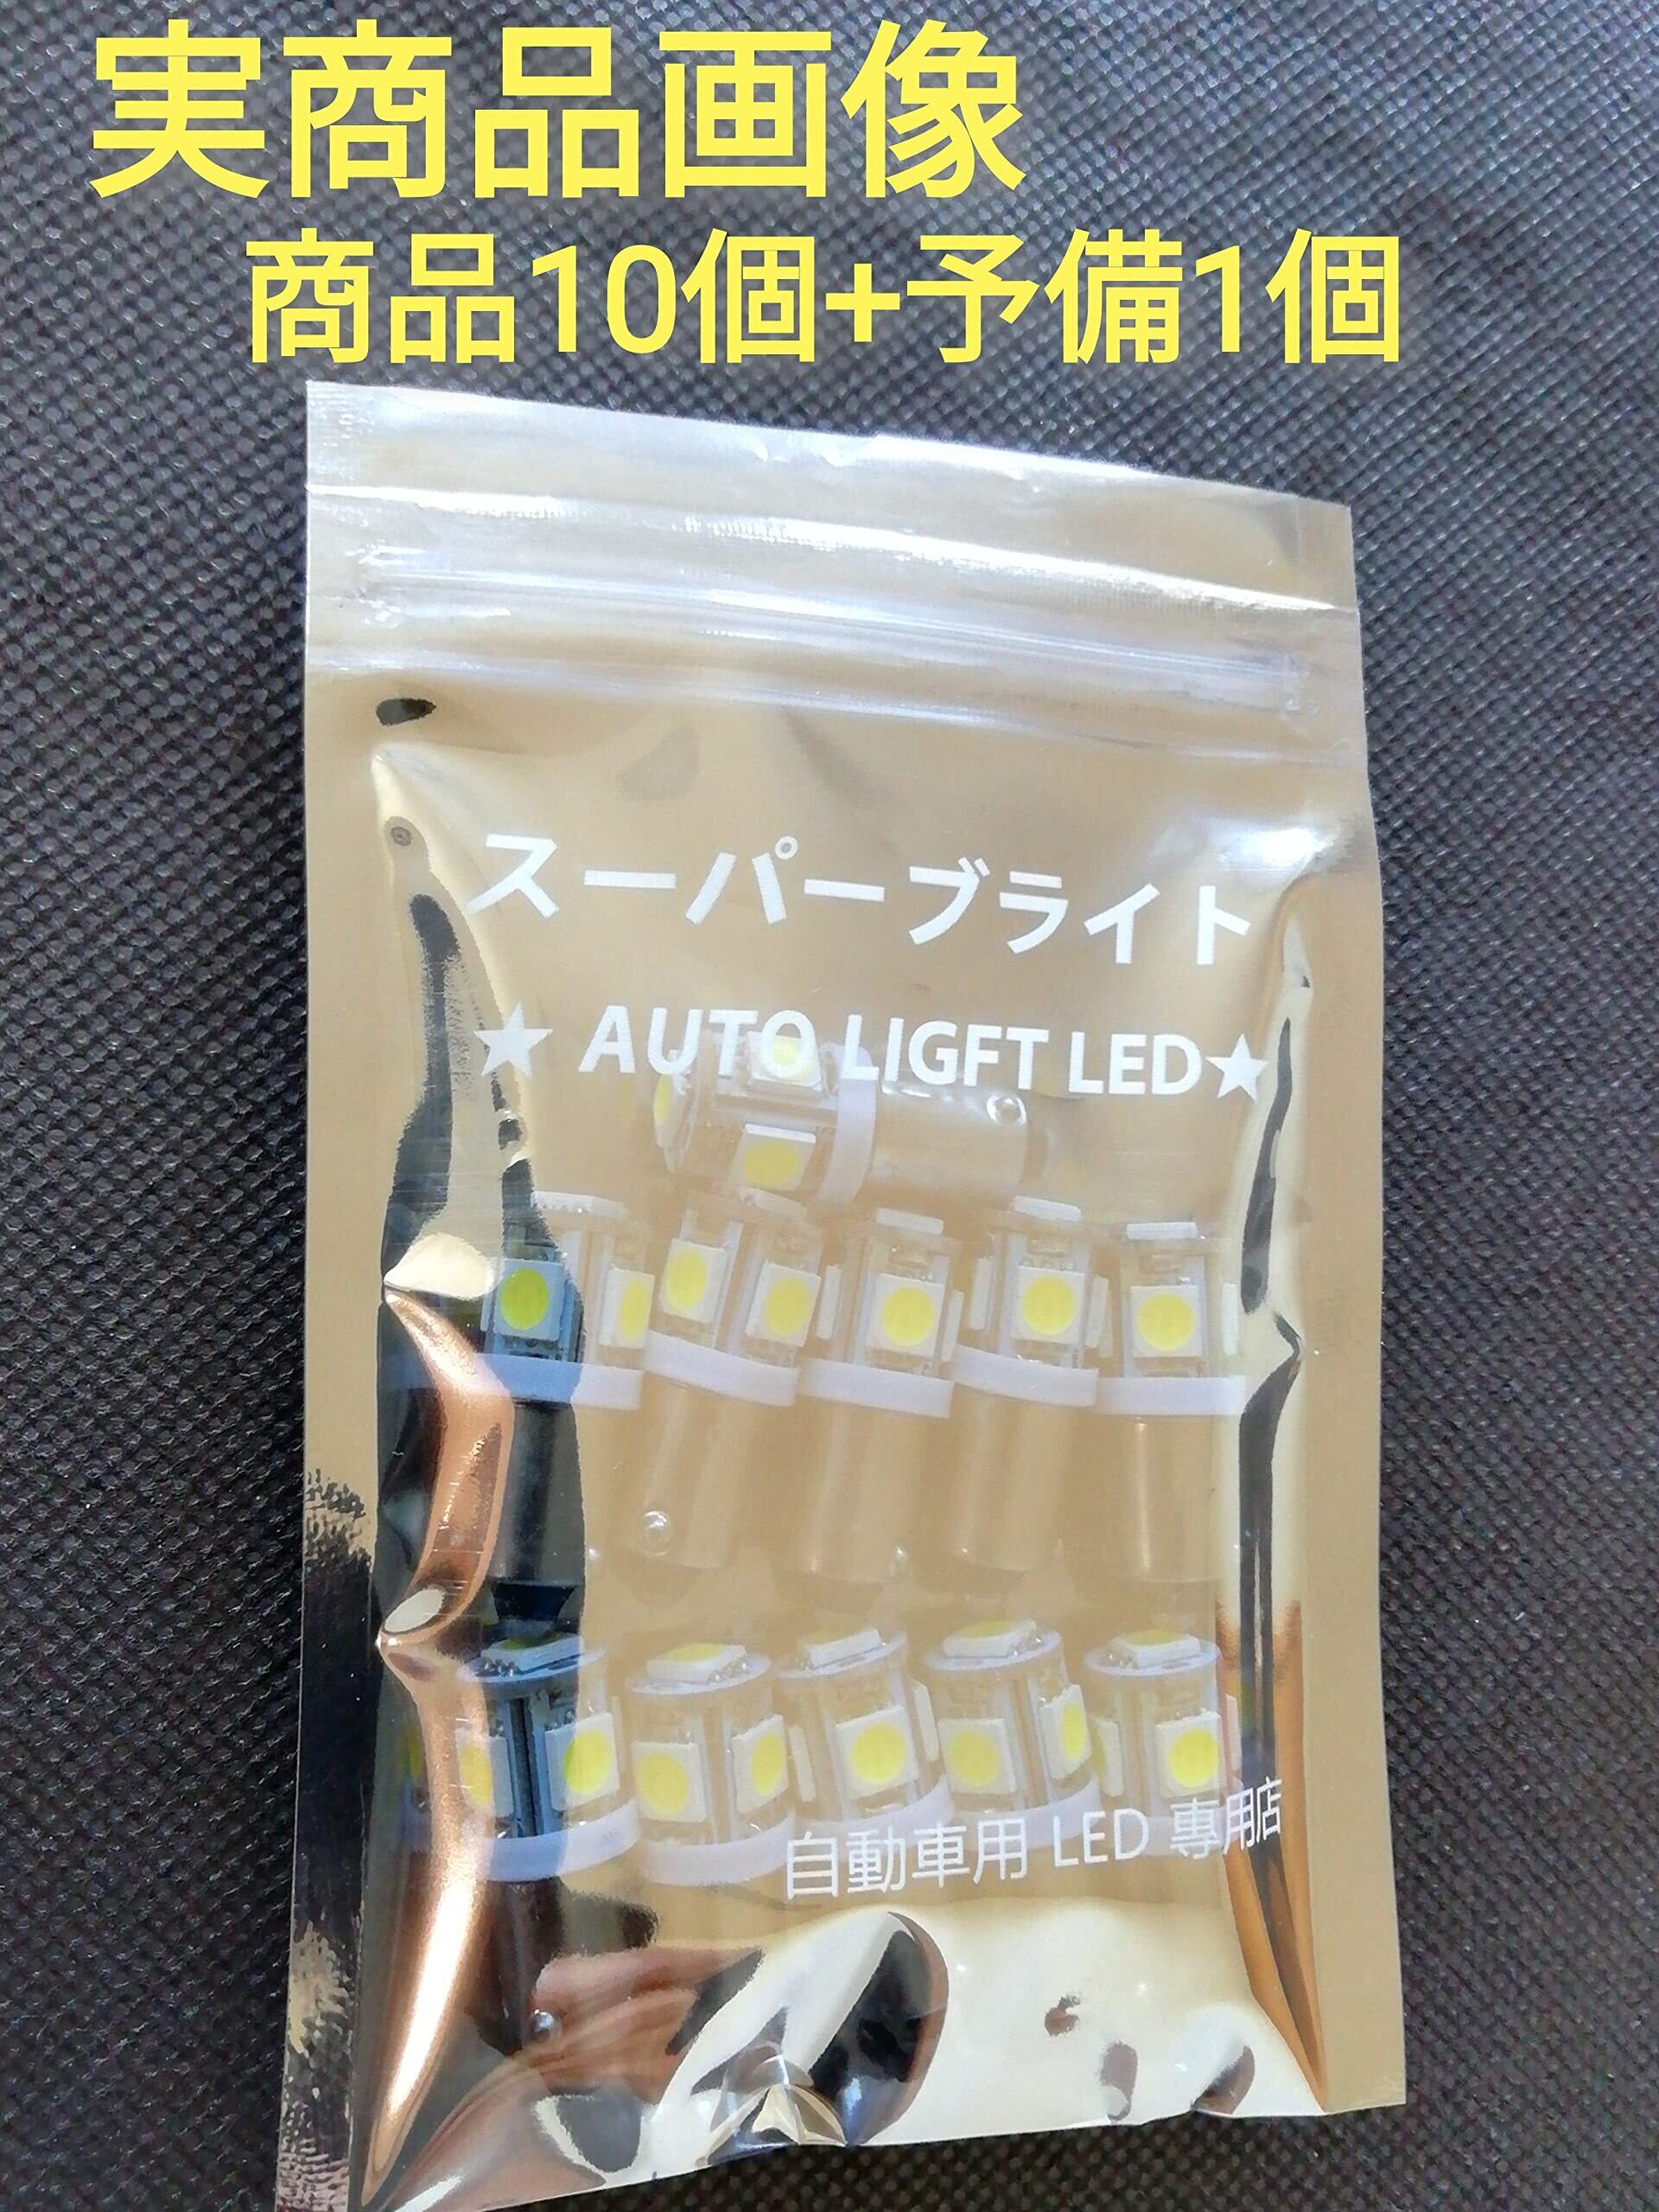 実商品画像
商品10個+予備1個
スーパーブライト
★ AUTO LIGFT LED★
自動車用 LED 專用店